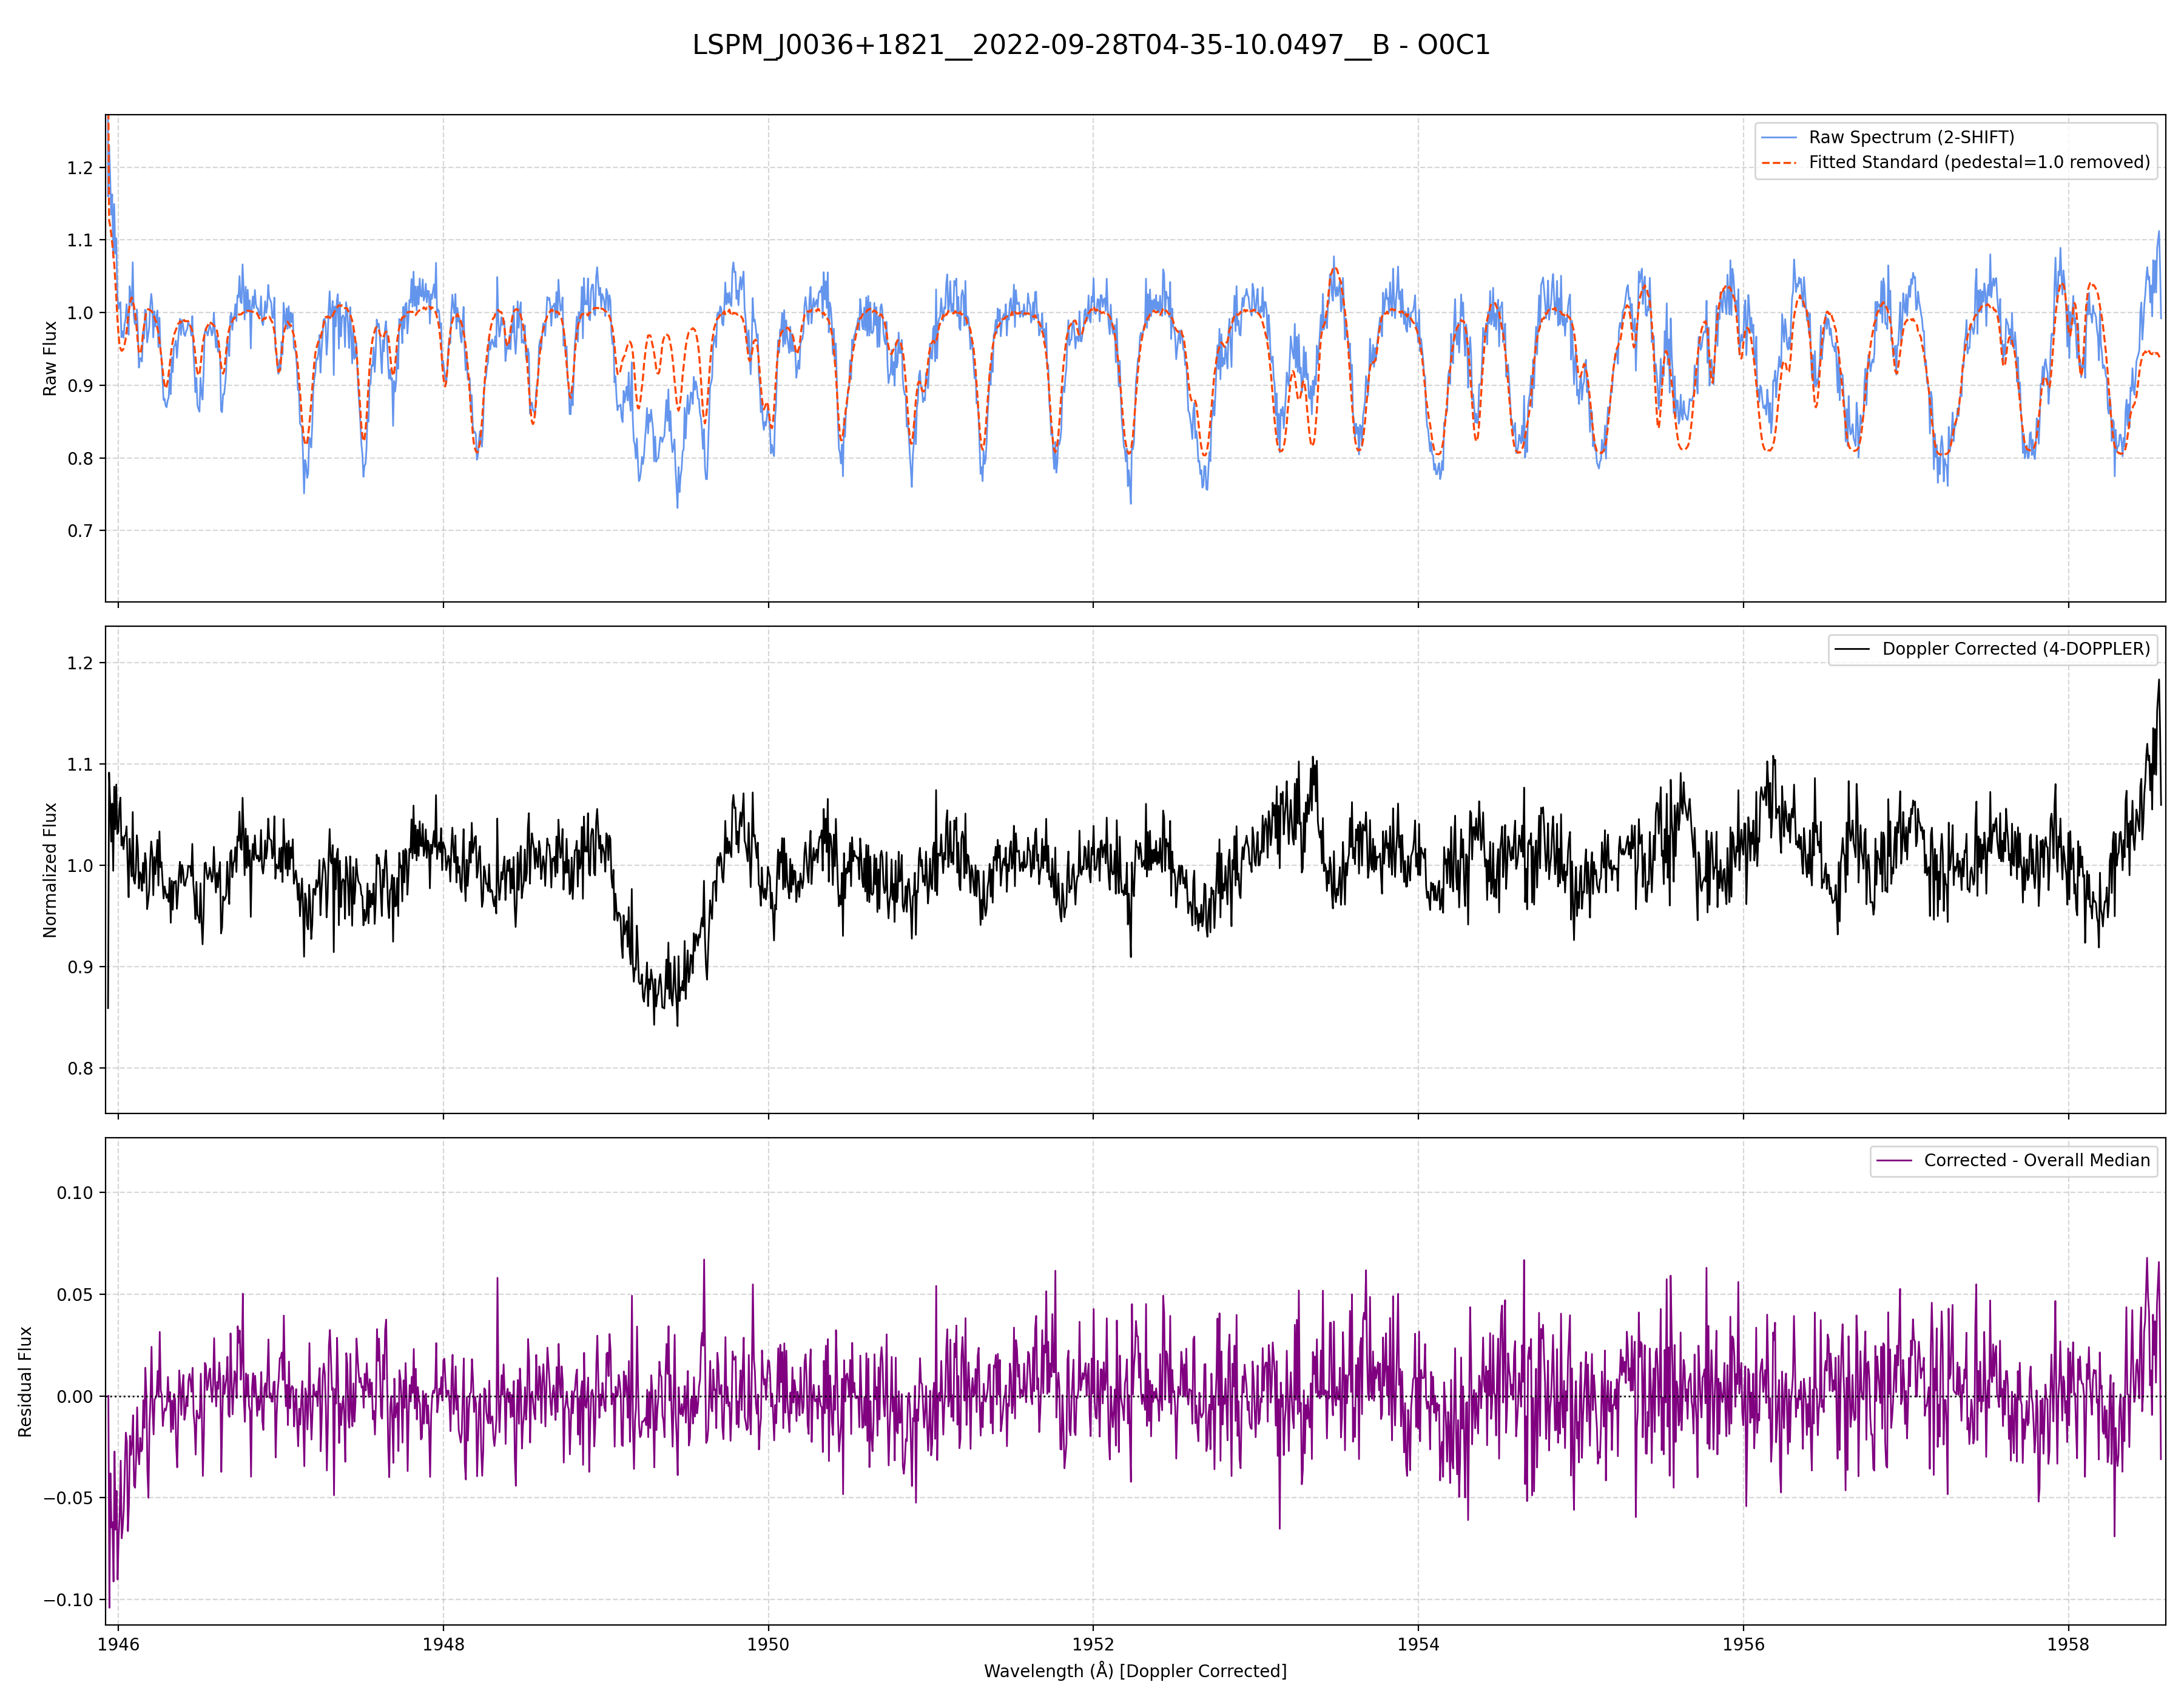 LSPM_J0036+1821__2022-09-28T04-35-10.0497__B - O0C1
Raw Spectrum (2-SHIFT)
Fitted Standard (pedestal=1.0 removed)
1.2
1.1
1.0
0.9
0.8
0.7
Raw Flux
Doppler Corrected (4-DOPPLER)
1.2
1.1
1.0
0.9
0.8
Normalized Flux
Corrected - Overall Median
0.10
0.05
0.00
−0.05
−0.10
Residual Flux
1946 1948 1950 1952 1954 1956 1958
Wavelength (Å) [Doppler Corrected]